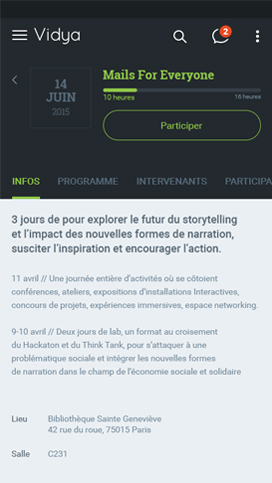 Vidya
2
14
JUIN
2015
Mails For Everyone
10 heures
16 heures
Participer
INFOS PROGRAMME INTERVENANTS PARTICIPA
3 jours de pour explorer le futur du storytelling
et l'impact des nouvelles formes de narration,
susciter l'inspiration et encourager l'action.
11 avril // Une journée entière d'activités où se côtoient
conférences, ateliers, expositions d'installations Interactives,
concours de projets, expériences immersives, espace networking.
9-10 avril // Deux jours de lab, un format au croisement
du Hackaton et du Think Tank, pour s'attaquer à une
problématique sociale et intégrer les nouvelles formes
de narration dans le champ de l'économie sociale et solidaire
Lieu Bibliothèque Sainte Geneviève
42 rue du roue, 75015 Paris
Salle C231